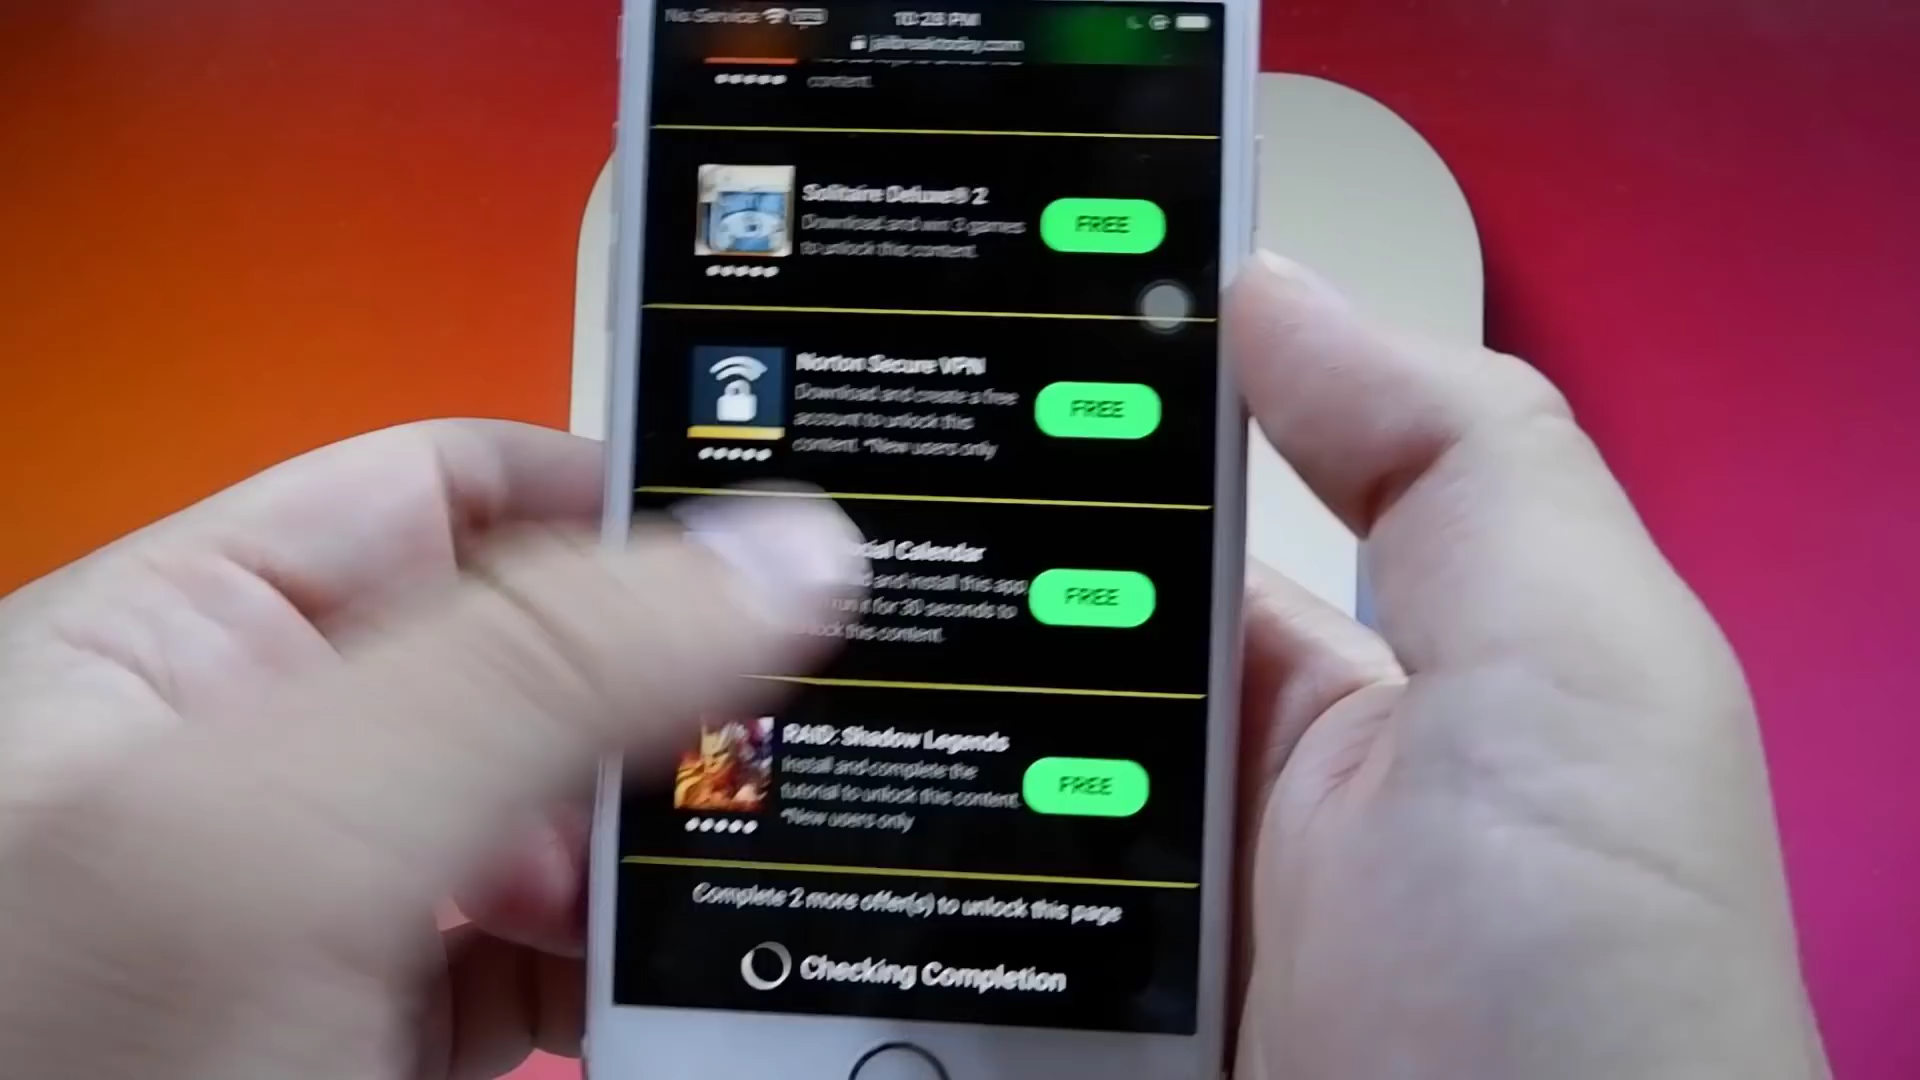 No Service VPN 10:28 PM
jailbreaktoday.com
content.
Solitaire Deluxe® 2
Download and win 3 games
to unlock this content.
FREE
Norton Secure VPN
Download and create a free
account to unlock this
content. *New users only
FREE
Calendar
and install this app
run it for 30 seconds to
this content.
FREE
RAID: Shadow Legends
Install and complete the
tutorial to unlock this content.
*New users only
FREE
Complete 2 more offer(s) to unlock this page
Checking Completion